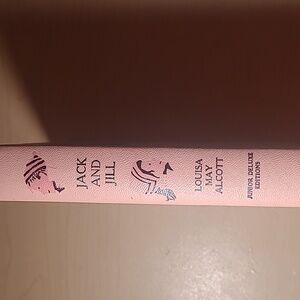 JACK
AND
JILL
LOUISA
MAY
ALCOTT
JUNIOR DELUXE
EDITIONS